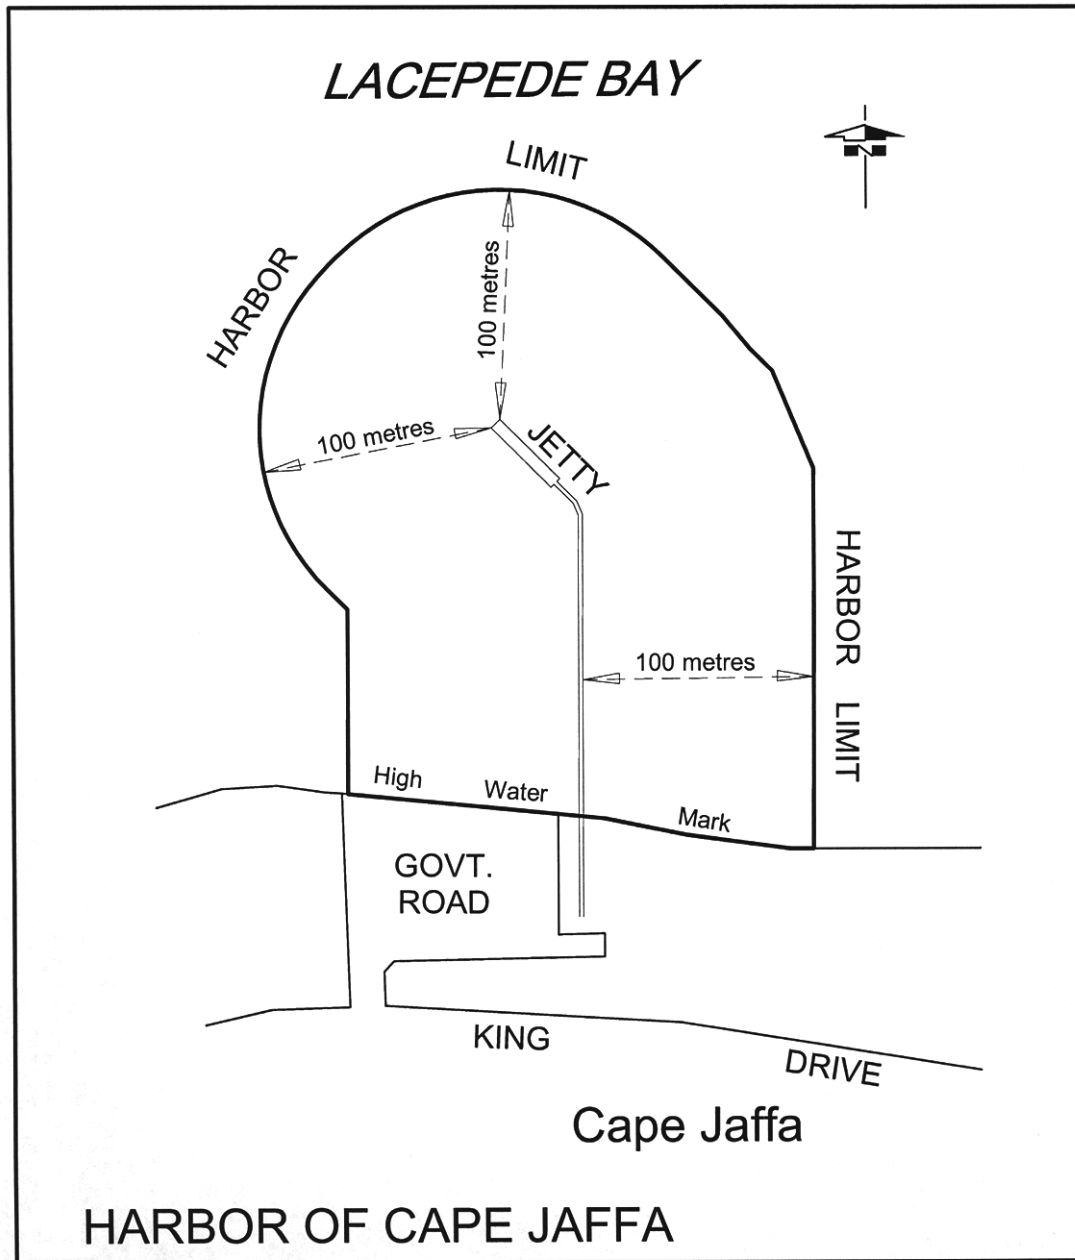 LACEPEDE BAY
LIMIT
N
HARBOR
100 metres
100 metres
JETTY
HARBOR LIMIT
100 metres
High Water Mark
GOVT.
ROAD
KING DRIVE
Cape Jaffa
HARBOR OF CAPE JAFFA